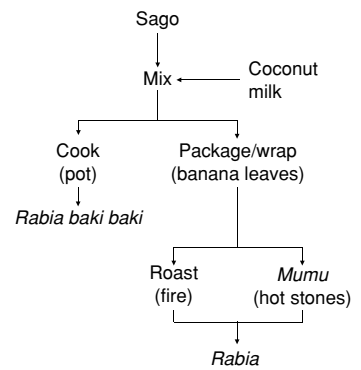 Sago
Mix
Coconut
milk
Cook
(pot)
Package/wrap
(banana leaves)
Rabia baki baki
Roast
(fire)
Mumu
(hot stones)
Rabia